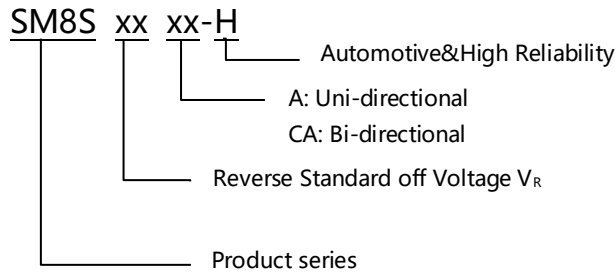 SM8S xx xx-H
Automotive&High Reliability
A: Uni-directional
CA: Bi-directional
Reverse Standard off Voltage VR
Product series